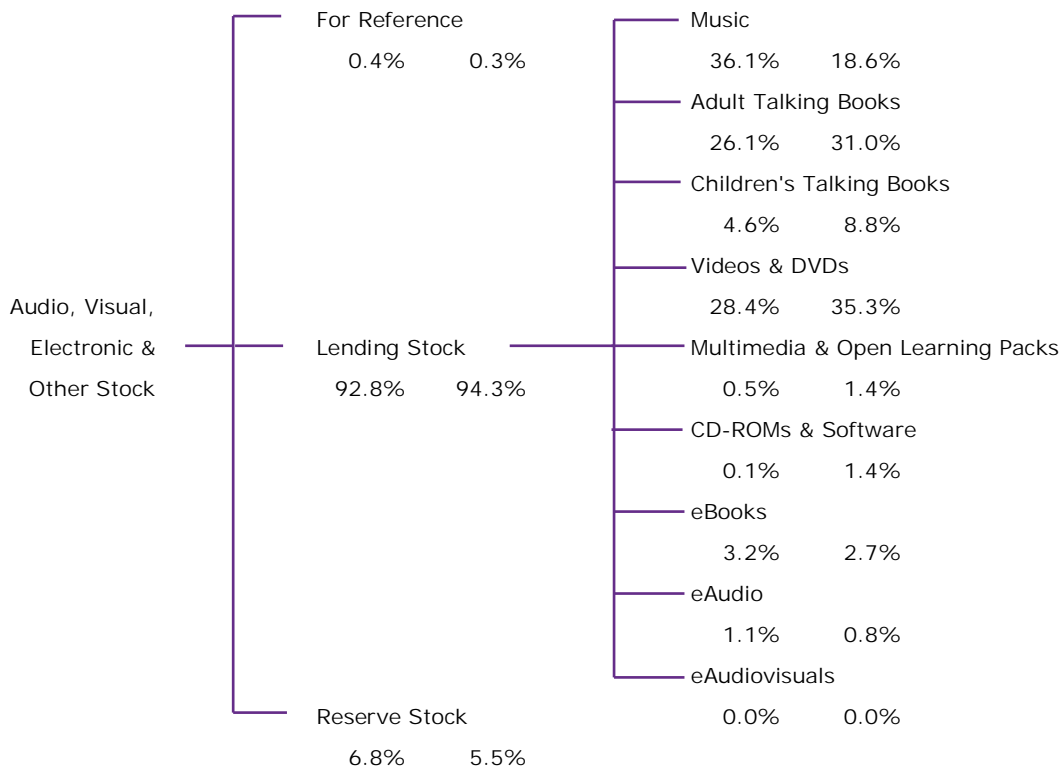 For Reference
0.4% 0.3%
Audio, Visual,
Electronic &
Other Stock
Lending Stock
92.8% 94.3%
Reserve Stock
6.8% 5.5%
Music
36.1% 18.6%
Adult Talking Books
26.1% 31.0%
Children's Talking Books
4.6% 8.8%
Videos & DVDs
28.4% 35.3%
Multimedia & Open Learning Packs
0.5% 1.4%
CD-ROMs & Software
0.1% 1.4%
eBooks
3.2% 2.7%
eAudio
1.1% 0.8%
eAudiovisuals
0.0% 0.0%